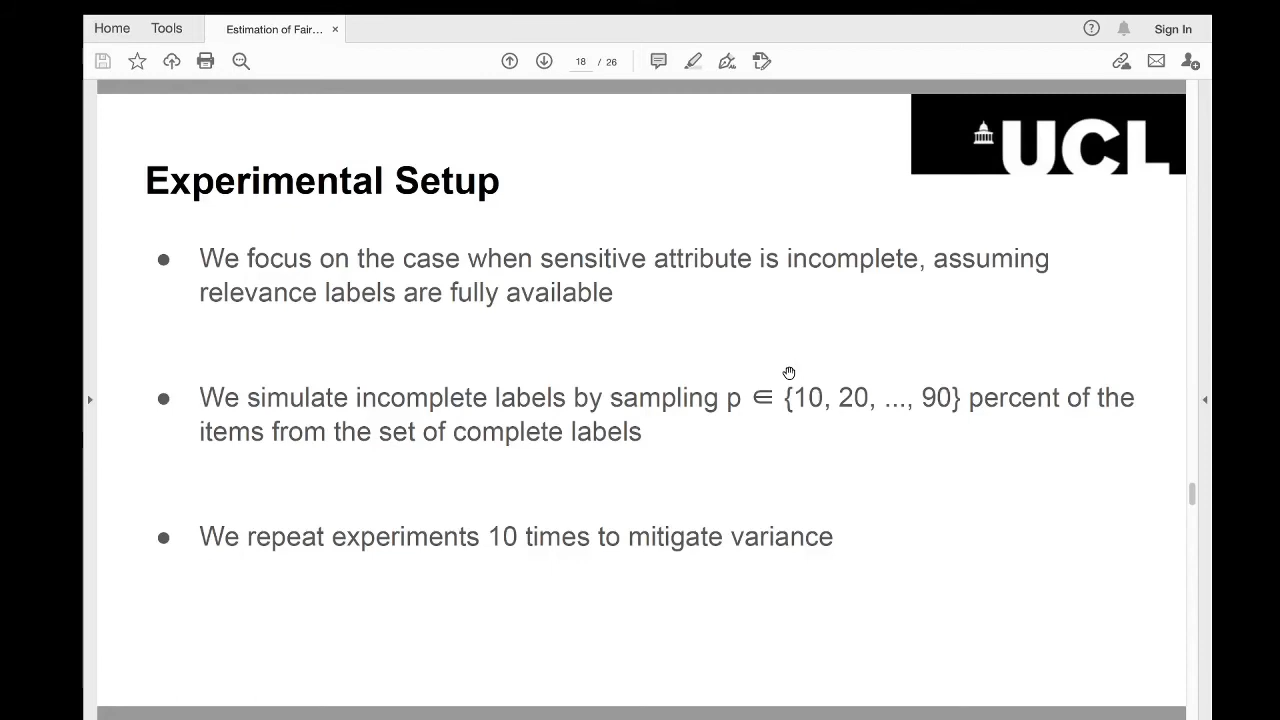 Home Tools Estimation of Fair... × Sign In
18 / 26
UCL
Experimental Setup
● We focus on the case when sensitive attribute is incomplete, assuming
relevance labels are fully available
● We simulate incomplete labels by sampling p ∈ {10, 20, ..., 90} percent of the
items from the set of complete labels
● We repeat experiments 10 times to mitigate variance